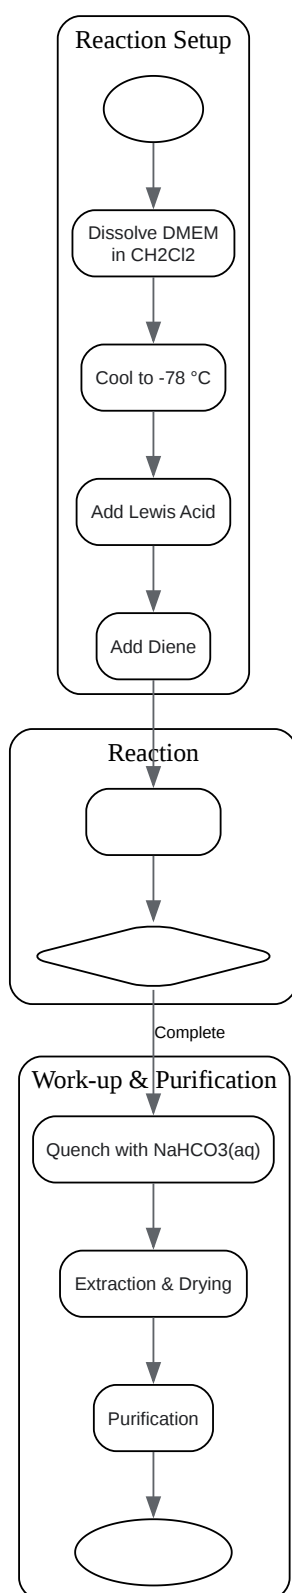 Reaction Setup
Dissolve DMEM
in CH2Cl2
Cool to -78 °C
Add Lewis Acid
Add Diene
Reaction
Complete
Work-up & Purification
Quench with NaHCO3(aq)
Extraction & Drying
Purification